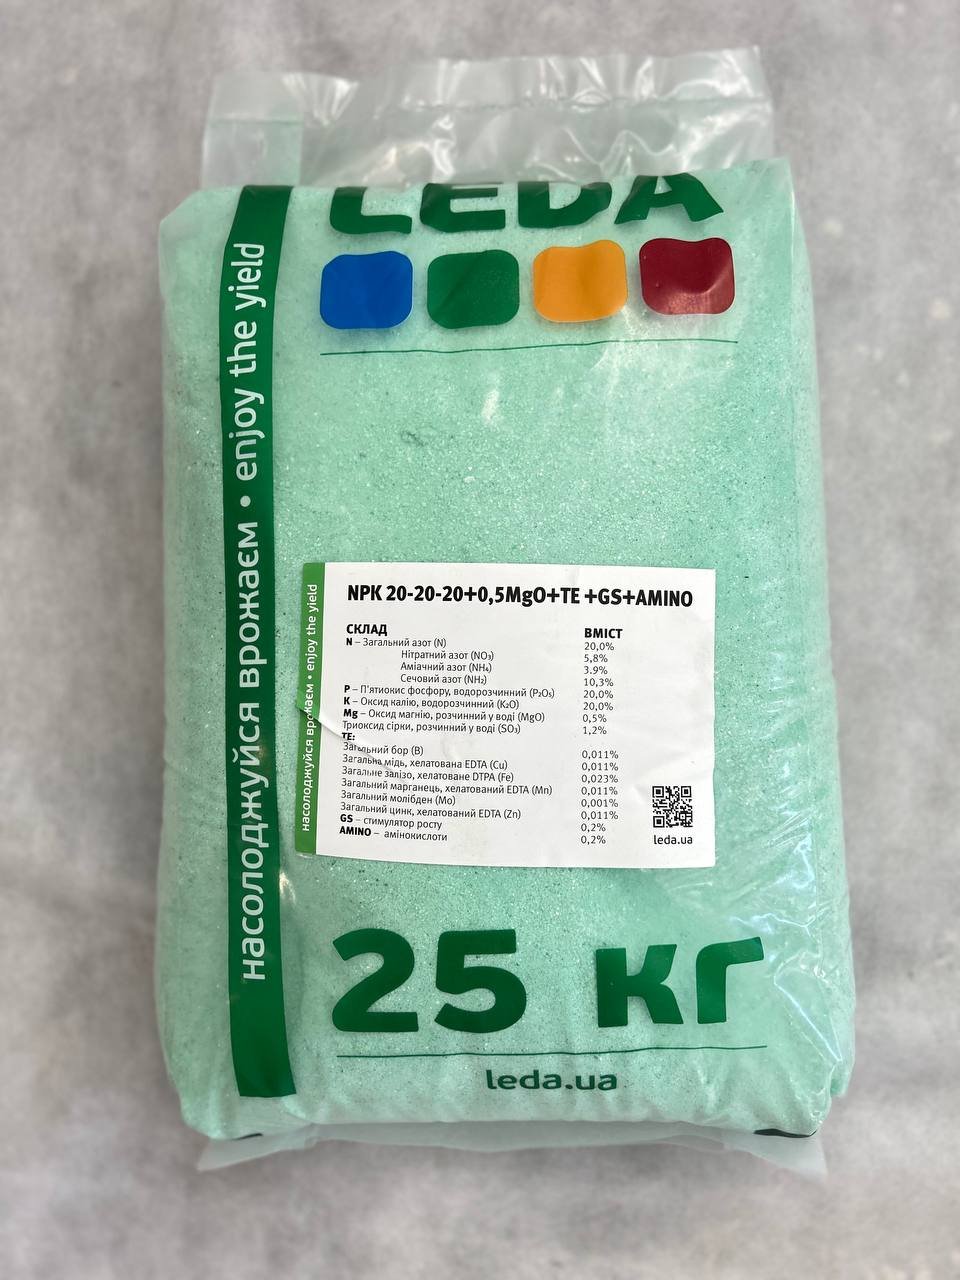 LEDA
насолоджуйся врожаєм • enjoy the yield
насолоджуйся врожаєм • enjoy the yield
NPK 20-20-20+0,5MgO+TE +GS+AMINO
СКЛАД ВМІСТ
N – Загальний азот (N) 20,0%
Нітратний азот (NO₃) 5,8%
Аміачний азот (NH₄) 3.9%
Сечовий азот (NH₂) 10,3%
P – П'ятиокис фосфору, водорозчинний (P₂O₅) 20,0%
K – Оксид калію, водорозчинний (K₂O) 20,0%
Mg – Оксид магнію, розчинний у воді (MgO) 0,5%
Триоксид сірки, розчинний у воді (SO₃) 1,2%
TE:
Загальний бор (B) 0,011%
Загальна мідь, хелатована EDTA (Cu) 0,011%
Загальне залізо, хелатоване DTPA (Fe) 0,023%
Загальний марганець, хелатований EDTA (Mn) 0,011%
Загальний молібден (Mo) 0,001%
Загальний цинк, хелатований EDTA (Zn) 0,011%
GS – стимулятор росту 0,2%
AMINO – амінокислоти 0,2%
leda.ua
25 кг
leda.ua